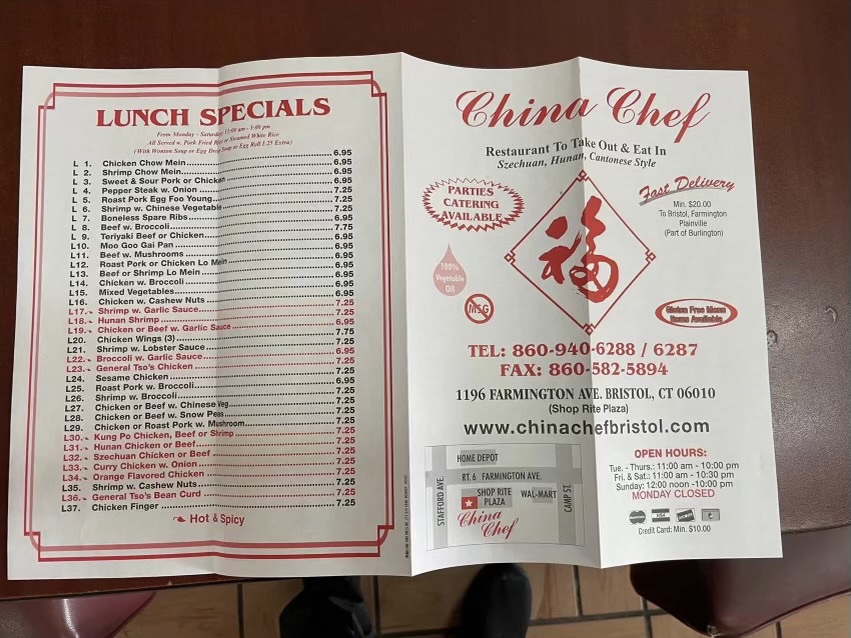 LUNCH SPECIALS
From Monday - Saturday: 11:00 am - 3:00 pm
All Served w. Pork Fried Rice or Steamed White Rice
(With Wonton Soup or Egg Drop Soup or Egg Roll 1.25 Extra)
L 1. Chicken Chow Mein 6.95
L 2. Shrimp Chow Mein 6.95
L 3. Sweet & Sour Pork or Chicken 6.95
L 4. Pepper Steak w. Onion 7.25
L 5. Roast Pork Egg Foo Young 7.25
L 6. Shrimp w. Chinese Vegetable 7.25
L 7. Boneless Spare Ribs 7.25
L 8. Beef w. Broccoli 6.95
L 9. Teriyaki Beef or Chicken 7.75
L10. Moo Goo Gai Pan 6.95
L11. Beef w. Mushrooms 6.95
L12. Roast Pork or Chicken Lo Mein 6.95
L13. Beef or Shrimp Lo Mein 6.95
L14. Chicken w. Broccoli 6.95
L15. Mixed Vegetables 6.95
L16. Chicken w. Cashew Nuts 6.95
L17. Shrimp w. Garlic Sauce 7.25
L18. Hunan Shrimp 7.25
L19. Chicken or Beef w. Garlic Sauce 6.95
L20. Chicken Wings (3) 7.75
L21. Shrimp w. Lobster Sauce 7.25
L22. Broccoli w. Garlic Sauce 6.95
L23. General Tso's Chicken 7.25
L24. Sesame Chicken 7.25
L25. Roast Pork w. Broccoli 6.95
L26. Shrimp w. Broccoli 7.25
L27. Chicken or Beef w. Chinese Veg 7.25
L28. Chicken or Beef w. Snow Peas 7.25
L29. Chicken or Roast Pork w. Mushroom 7.25
L30. Kung Po Chicken, Beef or Shrimp 7.25
L31. Hunan Chicken or Beef 7.25
L32. Szechuan Chicken or Beef 7.25
L33. Curry Chicken w. Onion 7.25
L34. Orange Flavored Chicken 7.25
L35. Shrimp w. Cashew Nuts 7.25
L36. General Tso's Bean Curd 7.25
L37. Chicken Finger 7.25
Hot & Spicy
China Chef
Restaurant To Take Out & Eat In
Szechuan, Hunan, Cantonese Style
PARTIES
CATERING
AVAILABLE
Fast Delivery
Min. $20.00
To Bristol, Farmington
Plainville
(Part of Burlington)
福
100%
Vegetable
Oil
MSG
Gluten Free Menu
Items Available
TEL: 860-940-6288 / 6287
FAX: 860-582-5894
1196 FARMINGTON AVE. BRISTOL, CT 06010
(Shop Rite Plaza)
www.chinachefbristol.com
HOME DEPOT
RT. 6 FARMINGTON AVE.
STAFFORD AVE.
SHOP RITE
PLAZA
WAL-MART
CAMP ST.
China
Chef
OPEN HOURS:
Tue. - Thurs.: 11:00 am - 10:00 pm
Fri. & Sat.: 11:00 am - 10:30 pm
Sunday: 12:00 noon -10:00 pm
MONDAY CLOSED
VISA
Credit Card: Min. $10.00